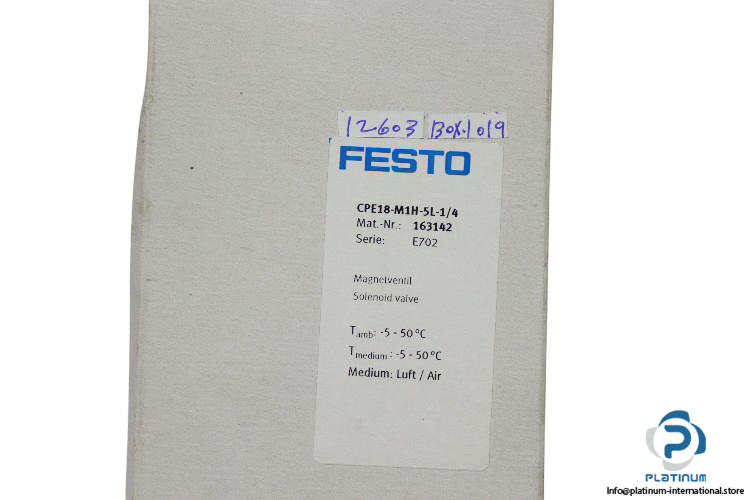 12603 BOX.1019
FESTO
CPE18-M1H-5L-1/4
Mat.-Nr.: 163142
Serie: E702
Magnetventil
Solenoid valve
Tamb: -5 - 50 °C
Tmedium: -5 - 50 °C
Medium: Luft / Air
P
PLATINUM
Info@platinum-international.store